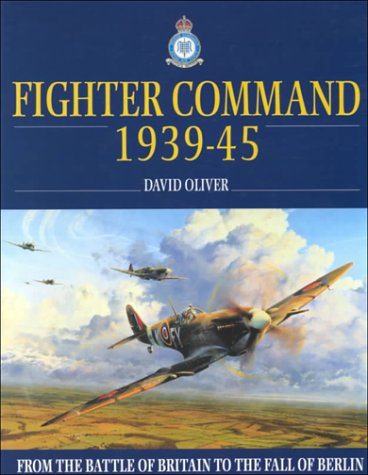 FIGHTER COMMAND
1939-45
DAVID OLIVER
FROM THE BATTLE OF BRITAIN TO THE FALL OF BERLIN